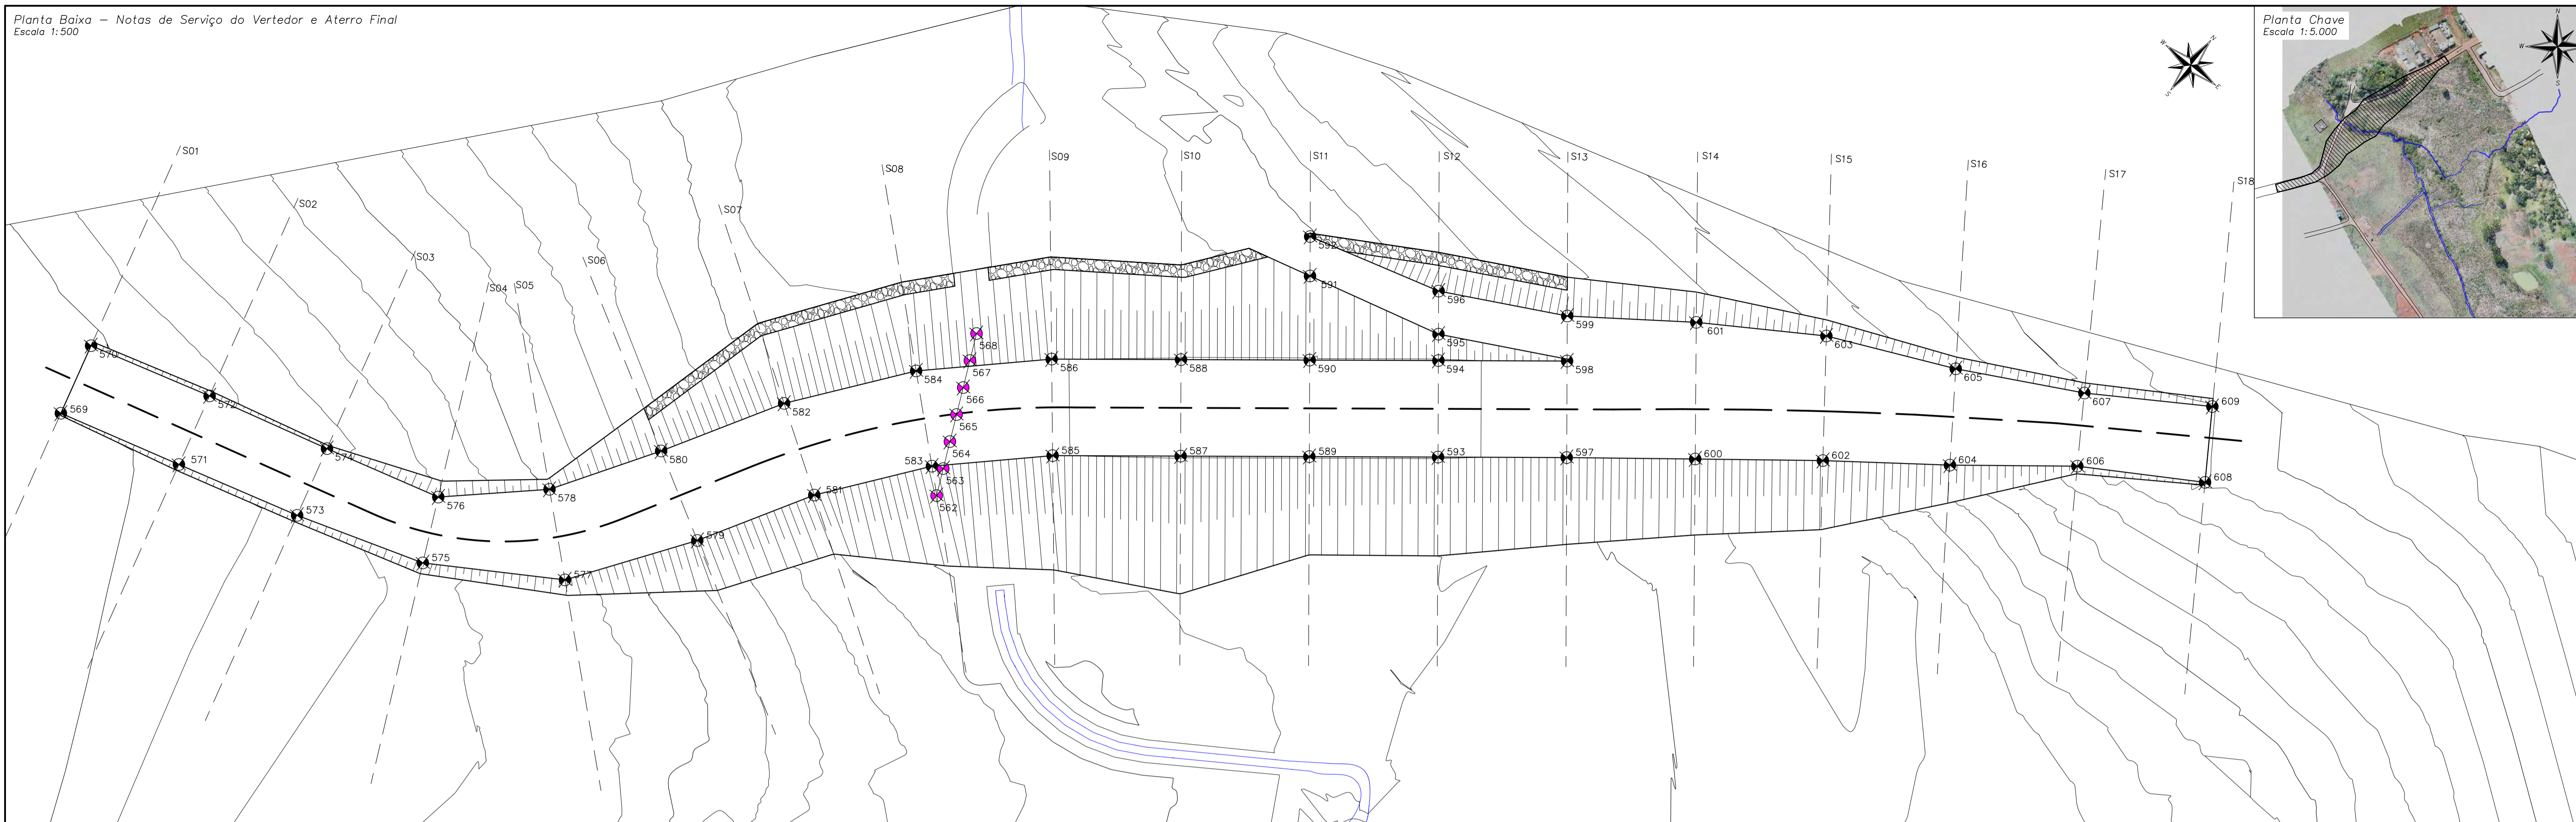 Planta Baixa – Notas de Serviço do Vertedor e Aterro Final
Escala 1:500
Planta Chave
Escala 1:5.000
N
W
S
W
N
S
E
S01
S02
S03
S04
S05
S06
S07
S08
S09
S10
S11
S12
S13
S14
S15
S16
S17
S18
592
591
596
599
601
603
605
607
609
595
598
594
590
588
586
584
582
580
578
576
574
572
570
568
567
566
565
564
563
562
569
571
573
575
577
579
581
583
585
587
589
593
597
600
602
604
606
608